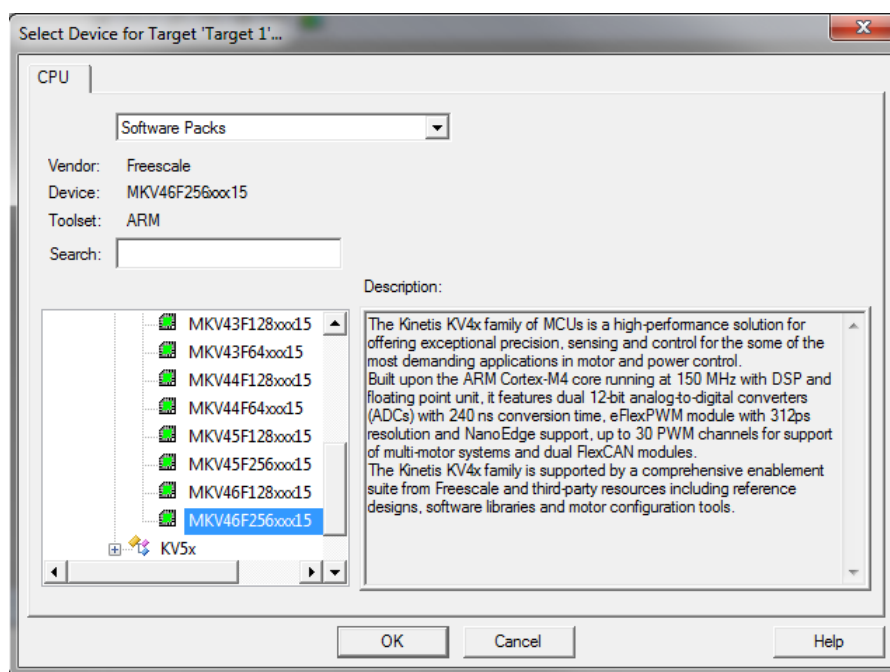 Select Device for Target 'Target 1'...
CPU
Software Packs
Vendor: Freescale
Device: MKV46F256xxx15
Toolset: ARM
Search:
Description:
MKV43F128xxx15
MKV43F64xxx15
MKV44F128xxx15
MKV44F64xxx15
MKV45F128xxx15
MKV45F256xxx15
MKV46F128xxx15
MKV46F256xxx15
KV5x
The Kinetis KV4x family of MCUs is a high-performance solution for
offering exceptional precision, sensing and control for the some of the
most demanding applications in motor and power control.
Built upon the ARM Cortex-M4 core running at 150 MHz with DSP and
floating point unit, it features dual 12-bit analog-to-digital converters
(ADCs) with 240 ns conversion time, eFlexPWM module with 312ps
resolution and NanoEdge support, up to 30 PWM channels for support
of multi-motor systems and dual FlexCAN modules.
The Kinetis KV4x family is supported by a comprehensive enablement
suite from Freescale and third-party resources including reference
designs, software libraries and motor configuration tools.
OK
Cancel
Help